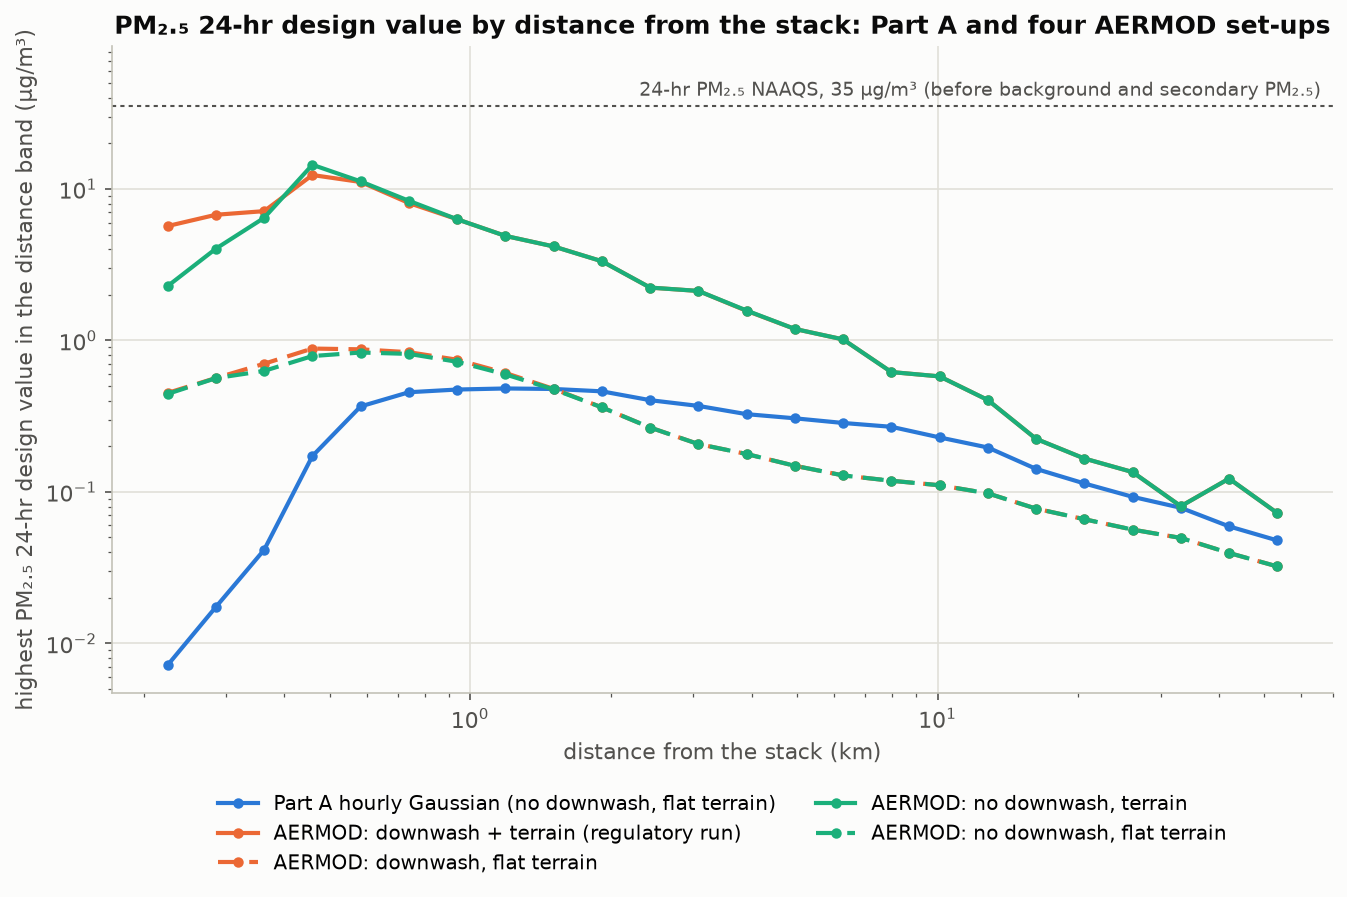 PM₂.₅ 24-hr design value by distance from the stack: Part A and four AERMOD set-ups
highest PM₂.₅ 24-hr design value in the distance band (µg/m³)
24-hr PM₂.₅ NAAQS, 35 µg/m³ (before background and secondary PM₂.₅)
10¹
10⁰
10⁻¹
10⁻²
10⁰
10¹
distance from the stack (km)
Part A hourly Gaussian (no downwash, flat terrain)
AERMOD: downwash + terrain (regulatory run)
AERMOD: downwash, flat terrain
AERMOD: no downwash, terrain
AERMOD: no downwash, flat terrain